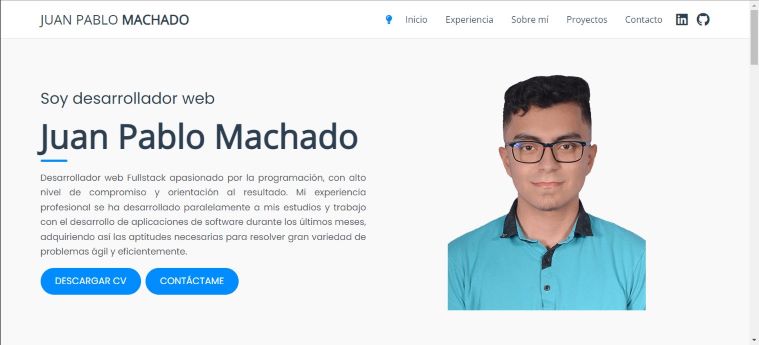 JUAN PABLO MACHADO
Inicio Experiencia Sobre mí Proyectos Contacto
Soy desarrollador web
Juan Pablo Machado
Desarrollador web Fullstack apasionado por la programación, con alto
nivel de compromiso y orientación al resultado. Mi experiencia
profesional se ha desarrollado paralelamente a mis estudios y trabajo
con el desarrollo de aplicaciones de software durante los últimos meses,
adquiriendo así las aptitudes necesarias para resolver gran variedad de
problemas ágil y eficientemente.
DESCARGAR CV CONTÁCTAME